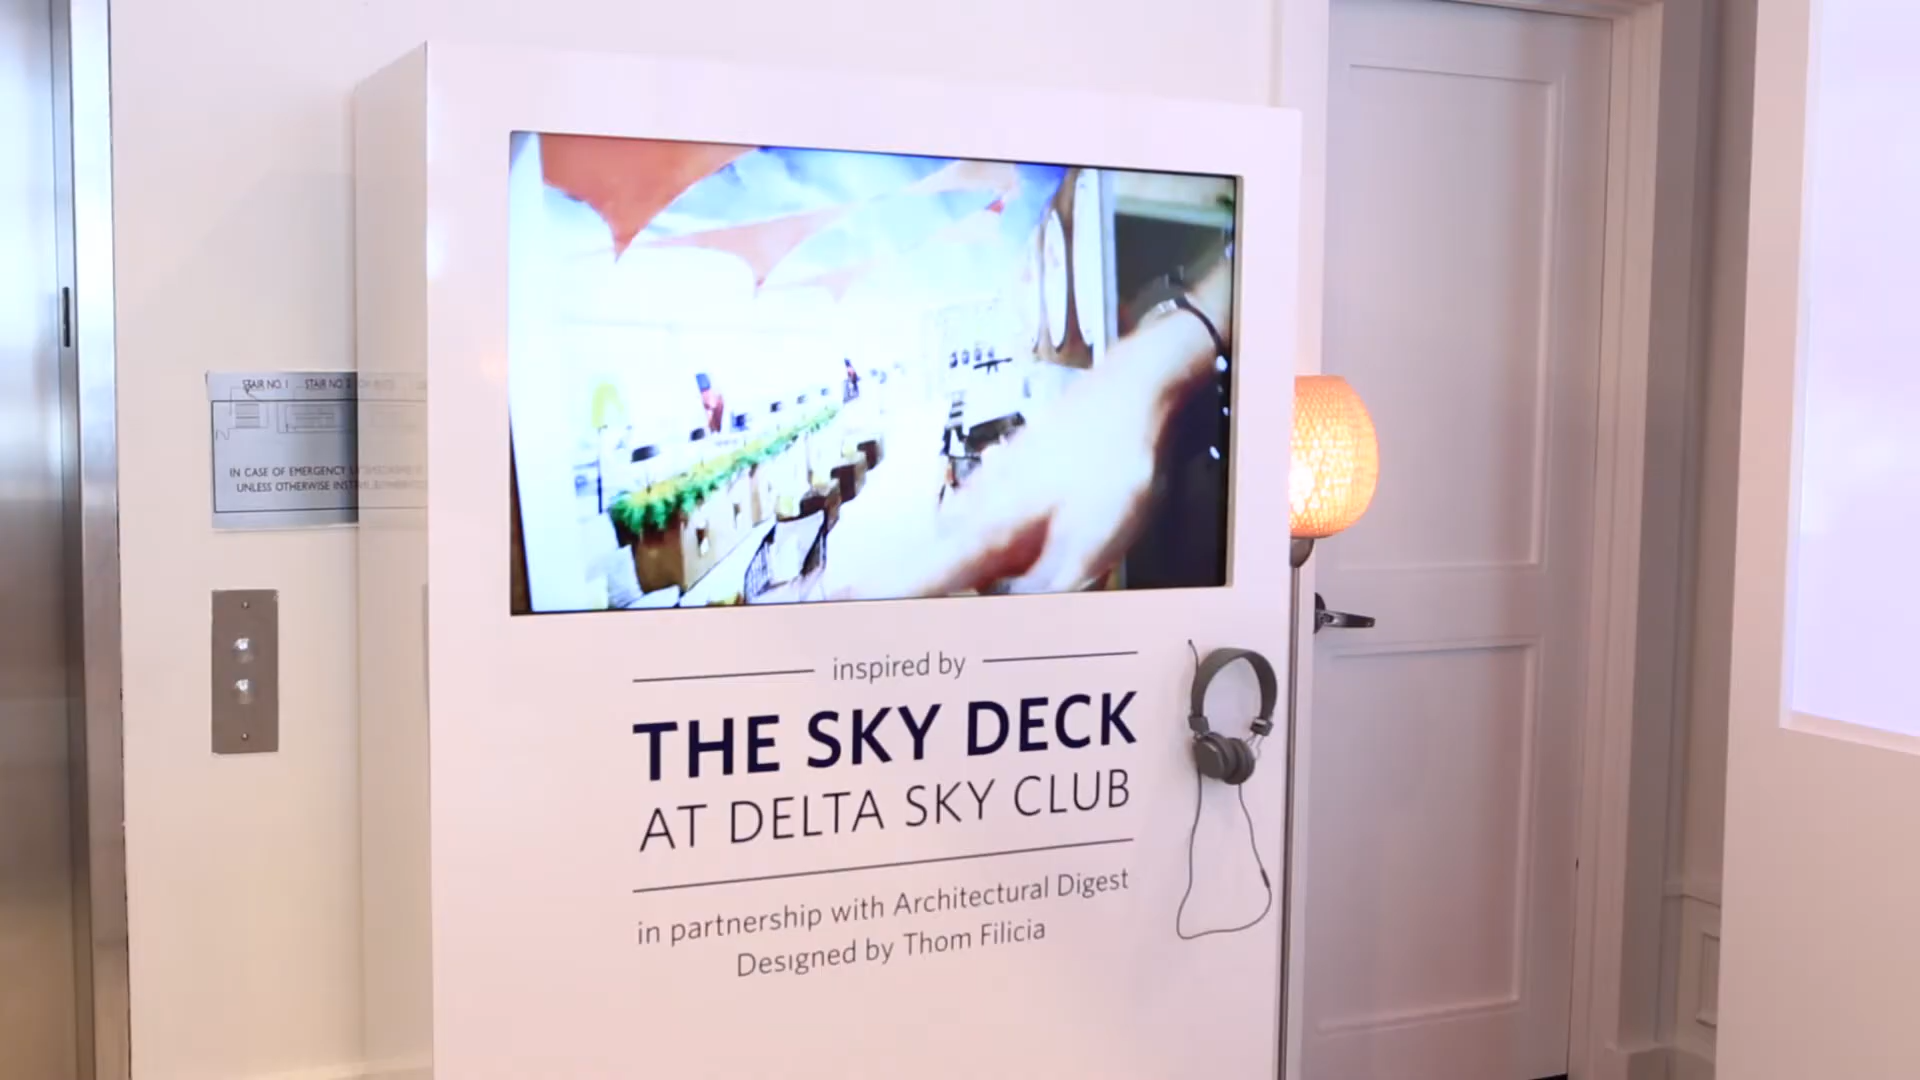 STAIR NO. 1 STAIR NO. 2
IN CASE OF EMERGENCY
UNLESS OTHERWISE
inspired by
THE SKY DECK
AT DELTA SKY CLUB
in partnership with Architectural Digest
Designed by Thom Filicia